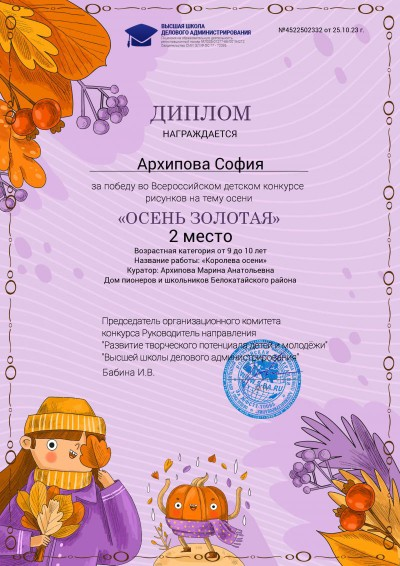 ВЫСШАЯ ШКОЛА
ДЕЛОВОГО АДМИНИСТРИРОВАНИЯ
№4522502332 от 25.10.23 г.
ДИПЛОМ
НАГРАЖДАЕТСЯ
Архипова София
за победу во Всероссийском детском конкурсе
рисунков на тему осени
«ОСЕНЬ ЗОЛОТАЯ»
2 место
Возрастная категория от 9 до 10 лет
Название работы: «Королева осени»
Куратор: Архипова Марина Анатольевна
Дом пионеров и школьников Белокатайского района
Председатель организационного комитета
конкурса Руководитель направления
"Развитие творческого потенциала детей и молодёжи"
"Высшей школы делового администрирования"
Бабина И.В.